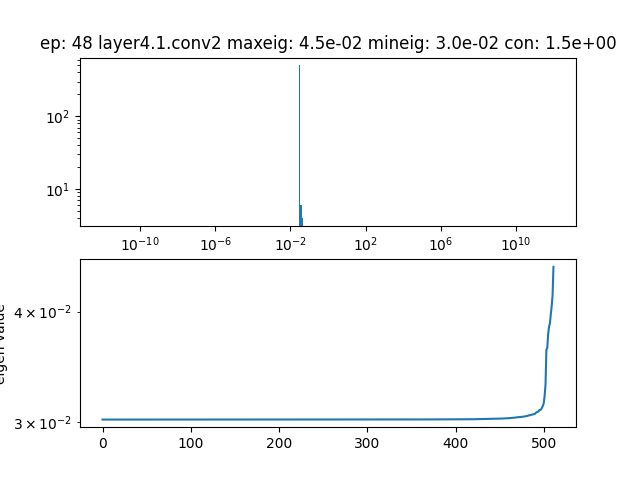 ep: 48 layer4.1.conv2 maxeig: 4.5e-02 mineig: 3.0e-02 con: 1.5e+00
10²
10¹
10⁻¹⁰ 10⁻⁶ 10⁻² 10² 10⁶ 10¹⁰
eigen value
4 × 10⁻²
3 × 10⁻²
0 100 200 300 400 500